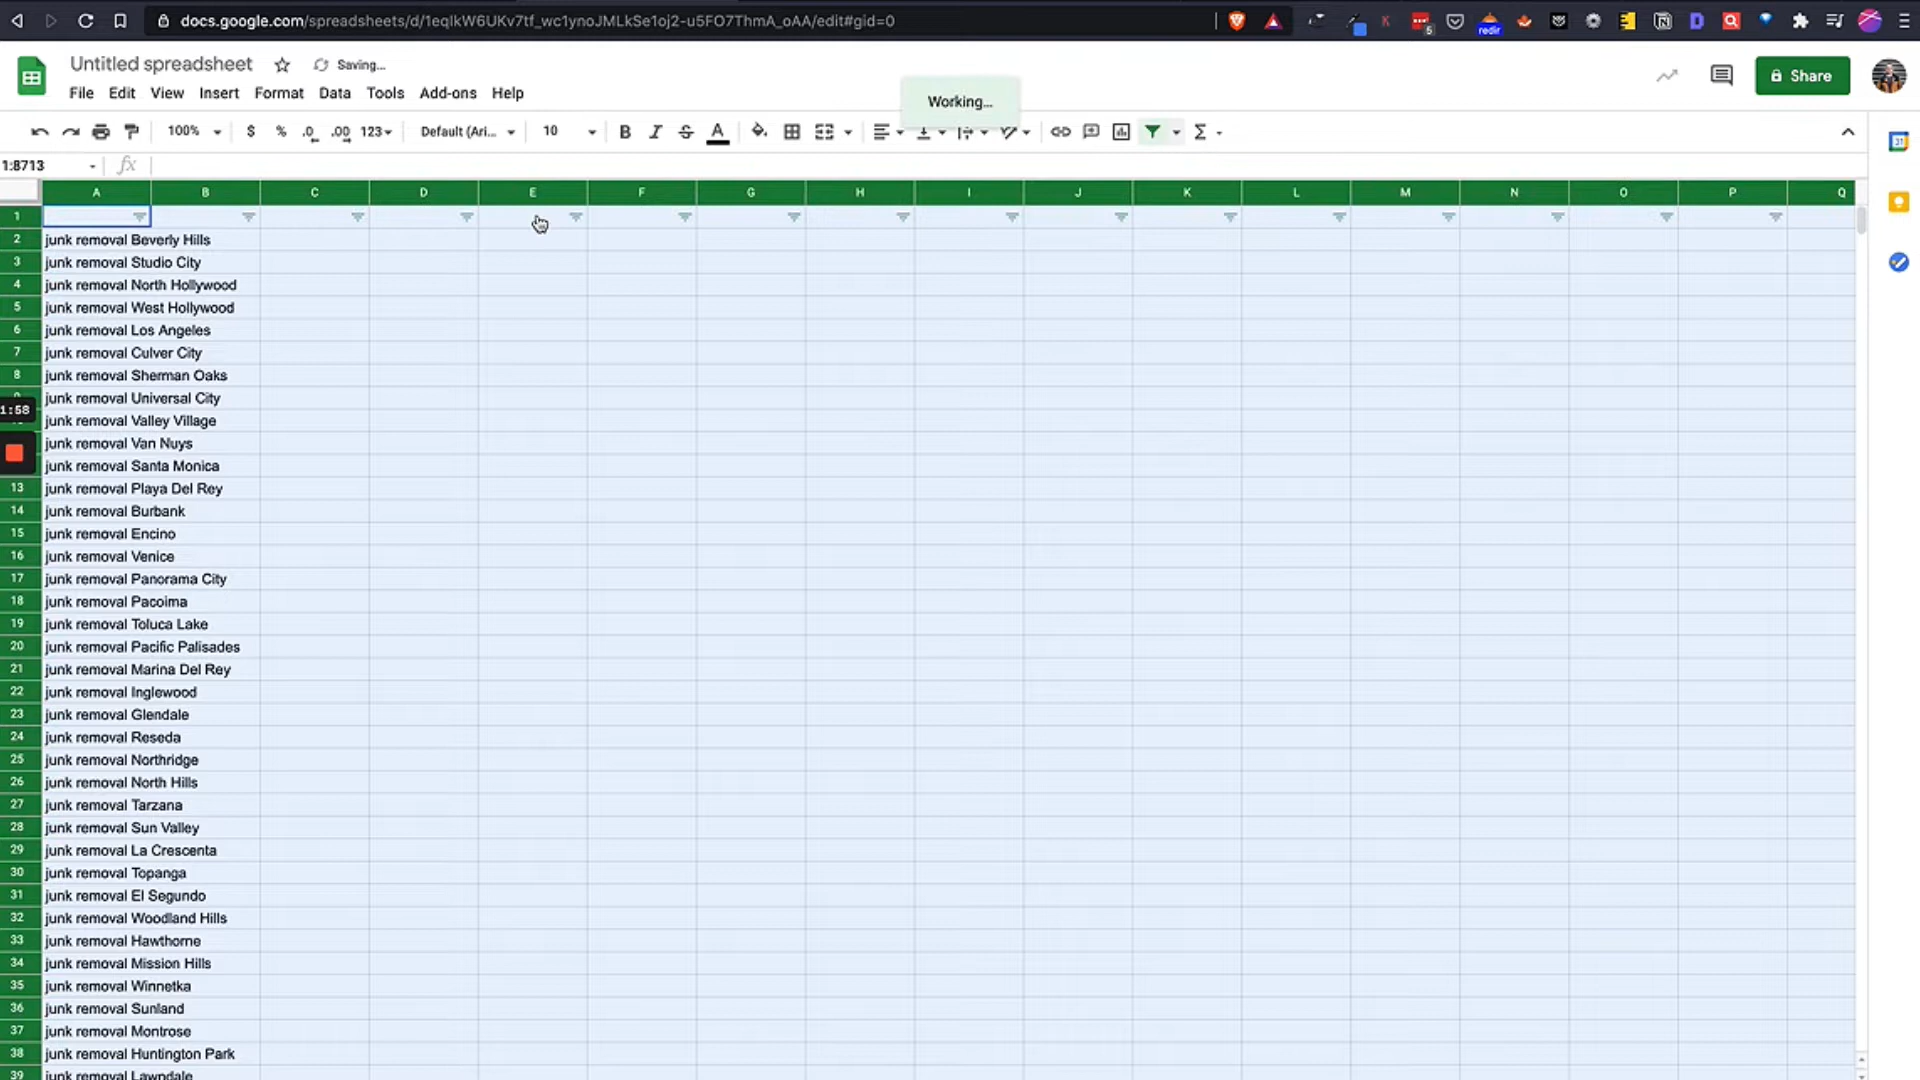 docs.google.com/spreadsheets/d/1eqIkW6UKv7tf_wc1ynoJMLkSe1oj2-u5FO7ThmA_oAA/edit#gid=0
5
redir
Untitled spreadsheet
Saving...
Working...
Share
File Edit View Insert Format Data Tools Add-ons Help
100% $ % .0 .00 123 Default (Ari... 10 B I S A Σ
31
1:8713
fx
A B C D E F G H I J K L M N O P Q
1
2 junk removal Beverly Hills
3 junk removal Studio City
4 junk removal North Hollywood
5 junk removal West Hollywood
6 junk removal Los Angeles
7 junk removal Culver City
8 junk removal Sherman Oaks
junk removal Universal City
1:58
junk removal Valley Village
junk removal Van Nuys
junk removal Santa Monica
13 junk removal Playa Del Rey
14 junk removal Burbank
15 junk removal Encino
16 junk removal Venice
17 junk removal Panorama City
18 junk removal Pacoima
19 junk removal Toluca Lake
20 junk removal Pacific Palisades
21 junk removal Marina Del Rey
22 junk removal Inglewood
23 junk removal Glendale
24 junk removal Reseda
25 junk removal Northridge
26 junk removal North Hills
27 junk removal Tarzana
28 junk removal Sun Valley
29 junk removal La Crescenta
30 junk removal Topanga
31 junk removal El Segundo
32 junk removal Woodland Hills
33 junk removal Hawthorne
34 junk removal Mission Hills
35 junk removal Winnetka
36 junk removal Sunland
37 junk removal Montrose
38 junk removal Huntington Park
39 junk removal Lawndale